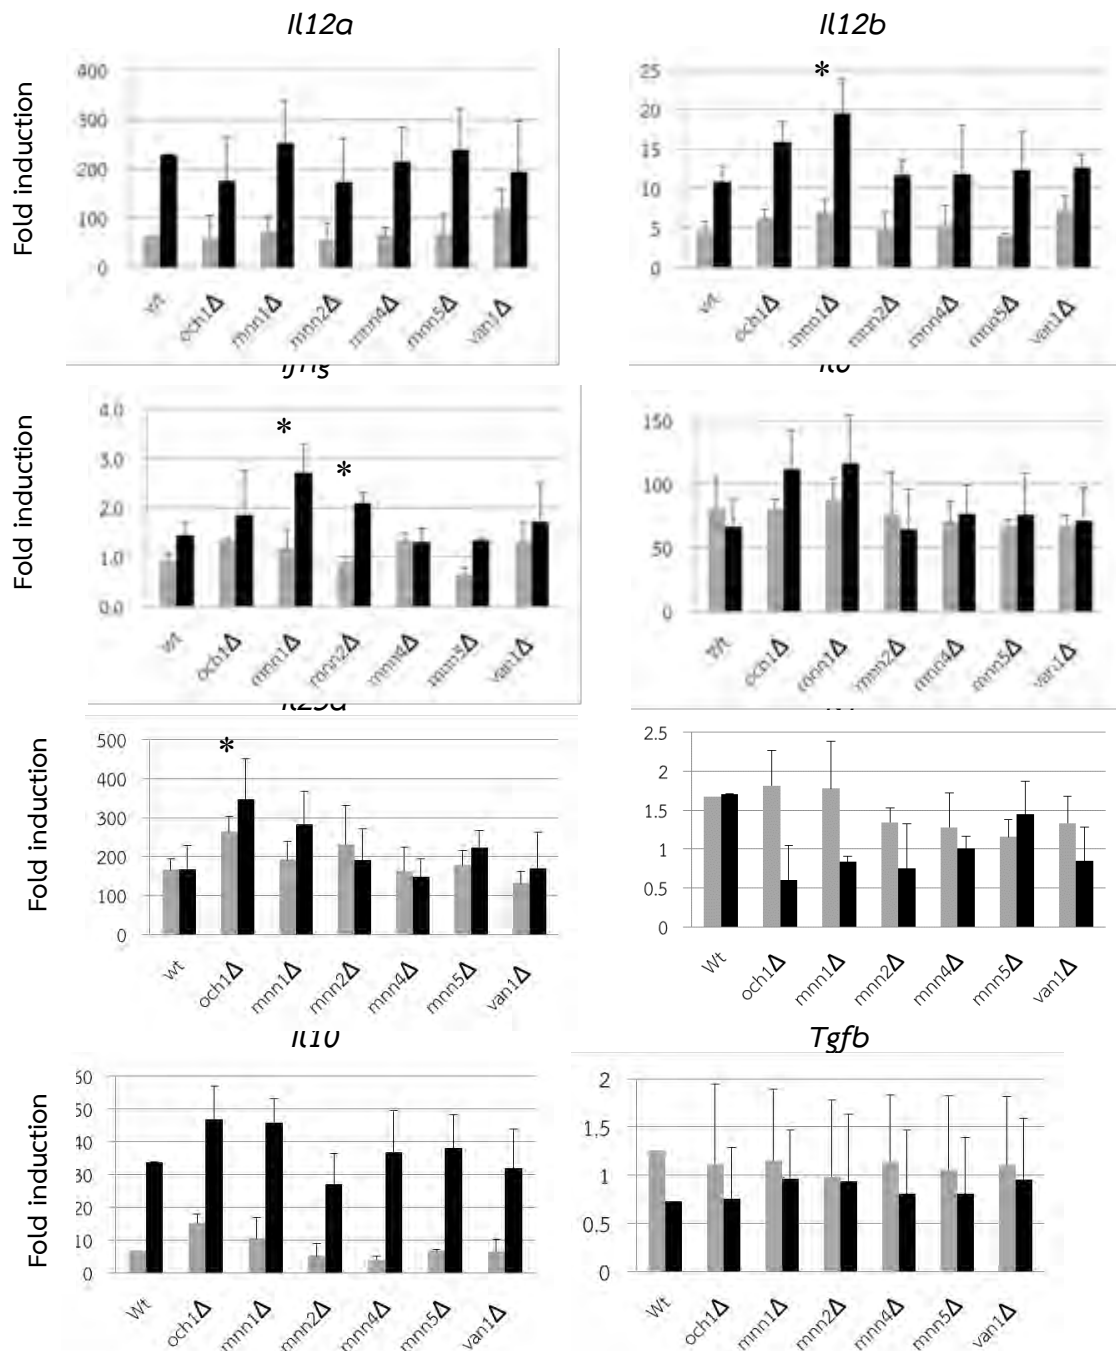 Il12a
Fold induction
400
300
200
100
0
wt
och1Δ
mnn1Δ
mnn2Δ
mnn4Δ
mnn5Δ
van1Δ
Il12b
25
20
15
10
5
0
*
wt
och1Δ
mnn1Δ
mnn2Δ
mnn4Δ
mnn5Δ
van1Δ
Fold induction
4.0
3.0
2.0
1.0
0.0
*
*
wt
och1Δ
mnn1Δ
mnn2Δ
mnn4Δ
mnn5Δ
van1Δ
150
100
50
0
Wt
och1Δ
mnn1Δ
mnn2Δ
mnn4Δ
mnn5Δ
van1Δ
Fold induction
500
400
300
200
100
0
*
wt
och1Δ
mnn1Δ
mnn2Δ
mnn4Δ
mnn5Δ
van1Δ
2.5
2
1.5
1
0.5
0
Wt
och1Δ
mnn1Δ
mnn2Δ
mnn4Δ
mnn5Δ
van1Δ
Il10
Fold induction
60
50
40
30
20
10
0
Wt
och1Δ
mnn1Δ
mnn2Δ
mnn4Δ
mnn5Δ
van1Δ
Tgfb
2
1.5
1
0.5
0
Wt
och1Δ
mnn1Δ
mnn2Δ
mnn4Δ
mnn5Δ
van1Δ